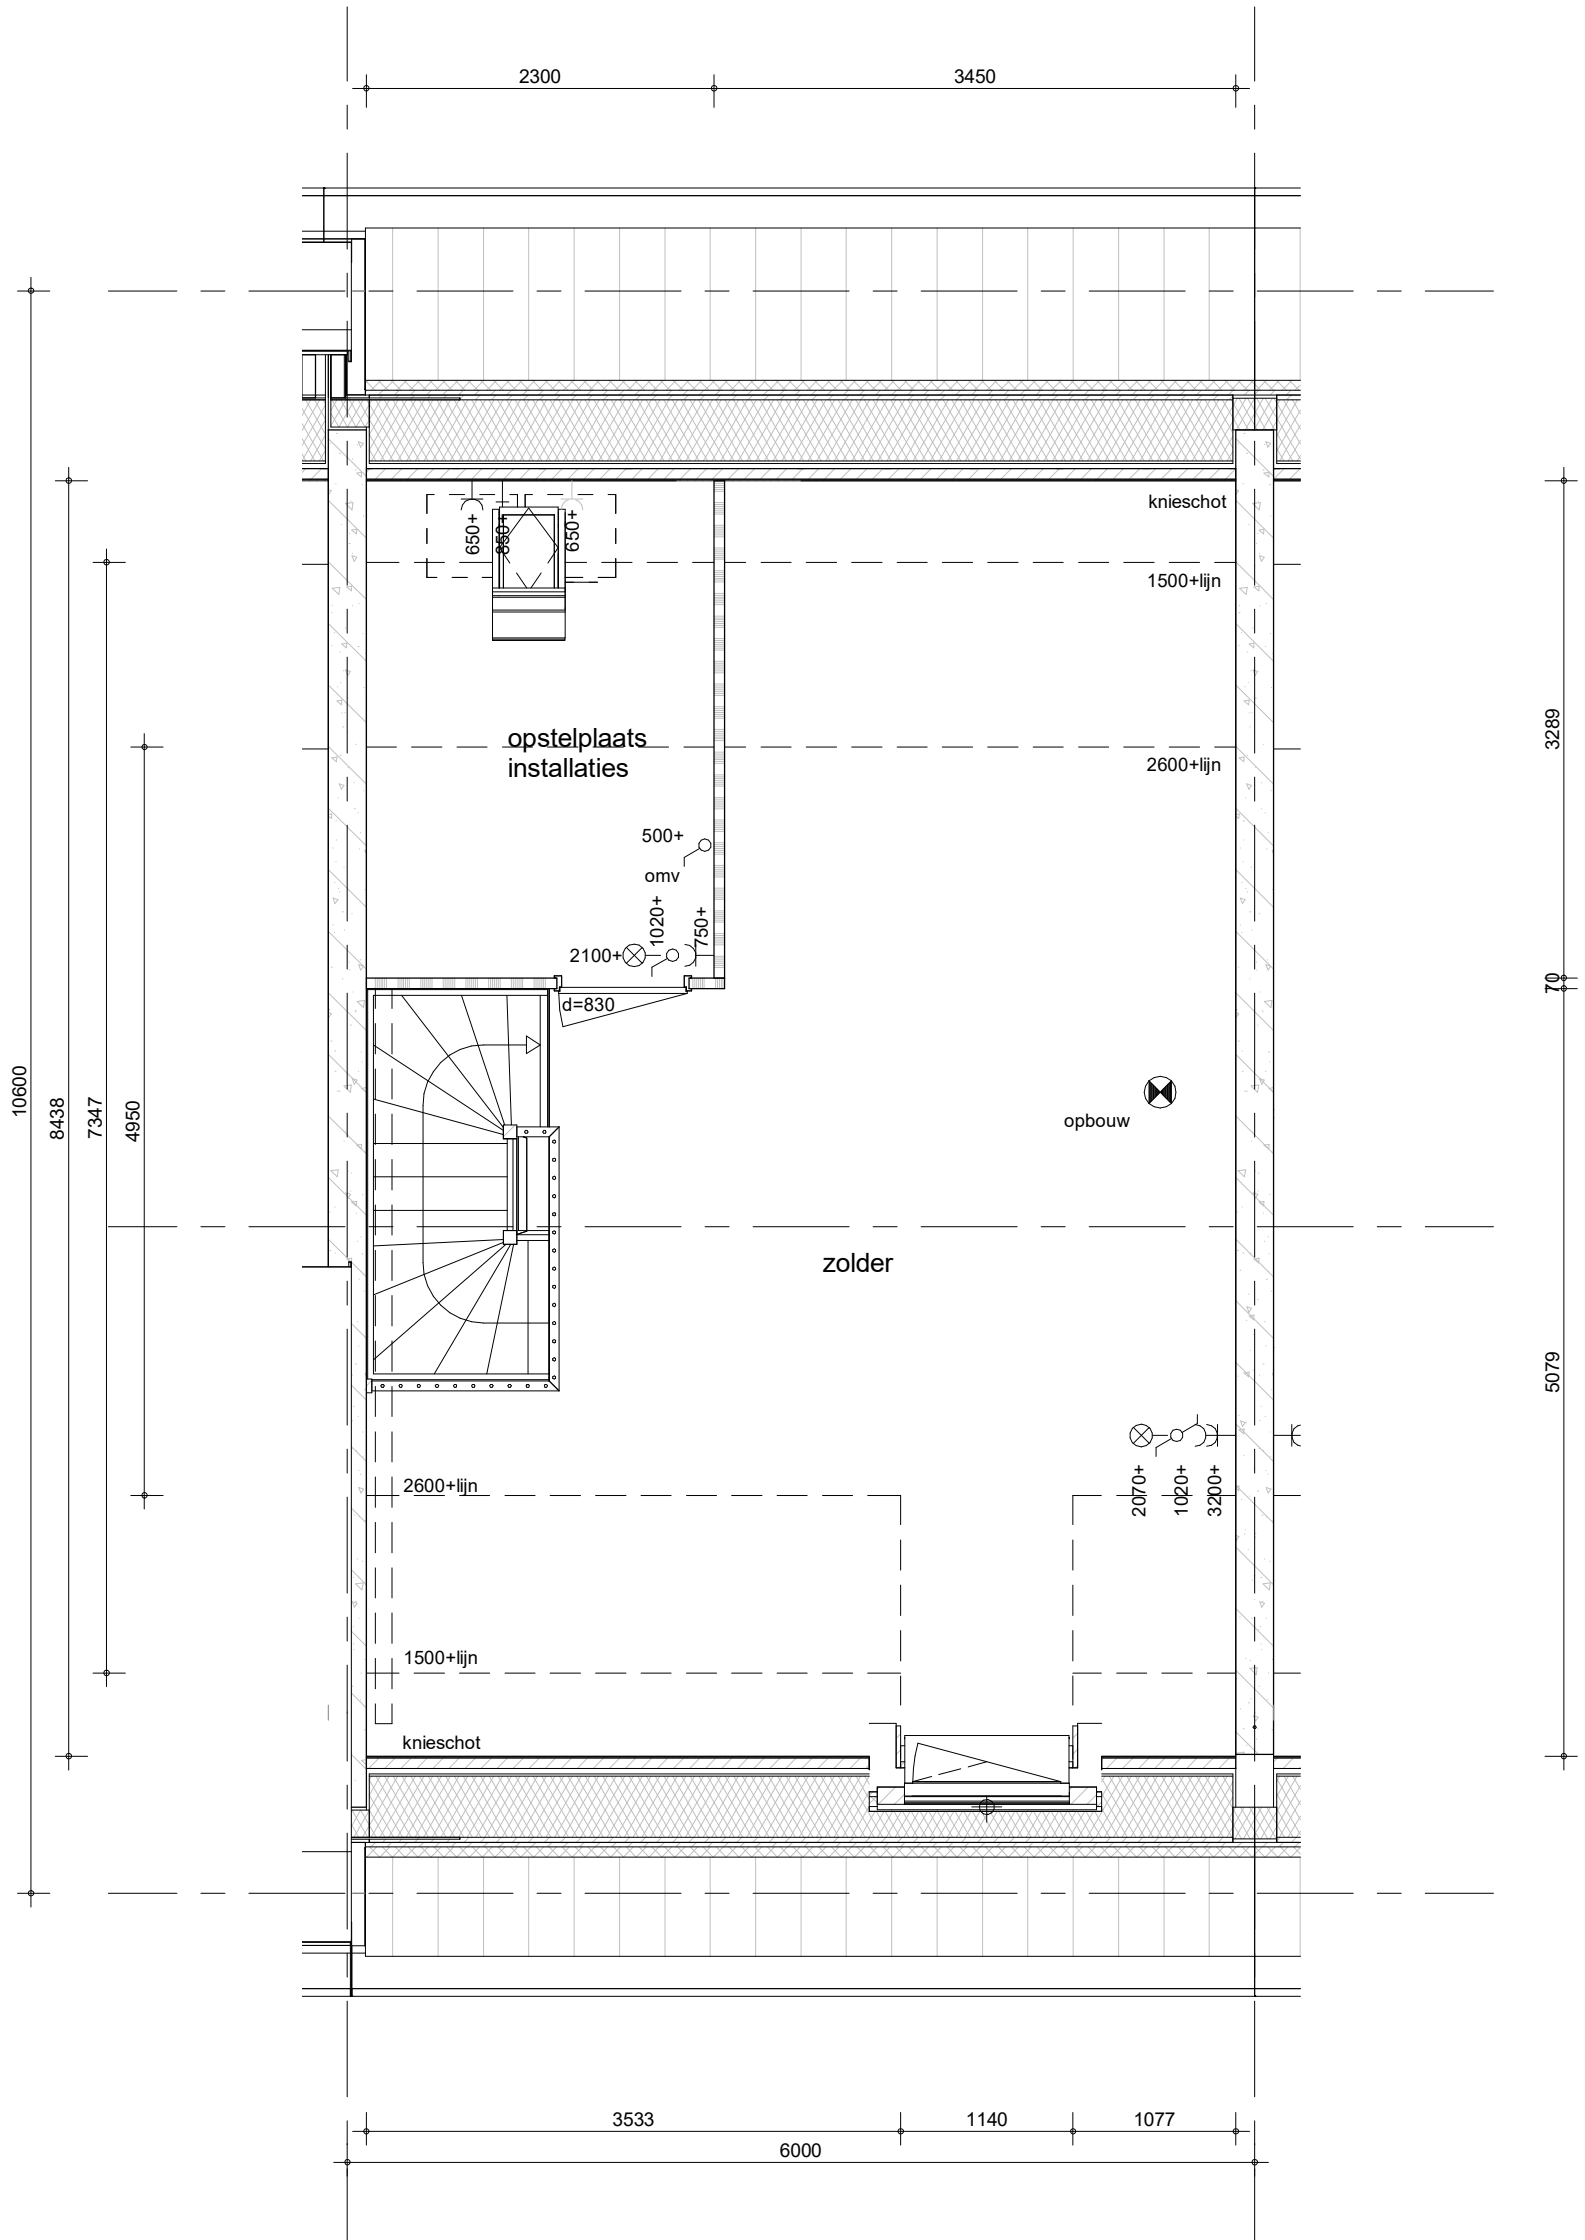 2300
3450
knieschot
650+
850+
650+
1500+lijn
opstelplaats
installaties
2600+lijn
3289
500+
omv
1020+
750+
2100+
70
d=830
10600
8438
7347
4950
opbouw
zolder
5079
2600+lijn
2070+
1020+
3200+
1500+lijn
knieschot
3533
1140
1077
6000